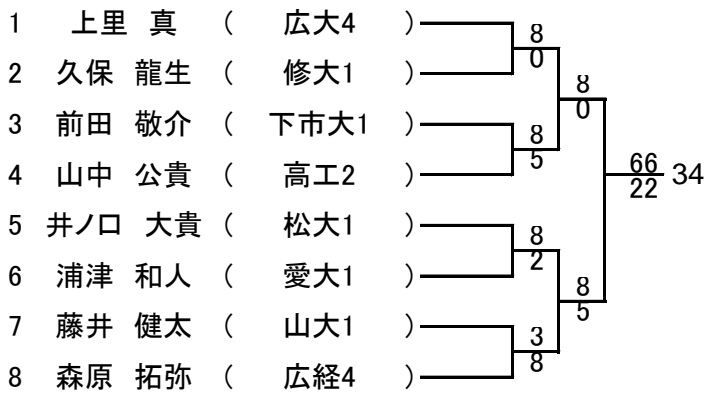 1 上里 真 ( 広大4 )
2 久保 龍生 ( 修大1 )
8
0
3 前田 敬介 ( 下市大1 )
4 山中 公貴 ( 高工2 )
8
5
8
0
5 井ノ口 大貴 ( 松大1 )
6 浦津 和人 ( 愛大1 )
8
2
7 藤井 健太 ( 山大1 )
8 森原 拓弥 ( 広経4 )
3
8
8
5
66
22 34